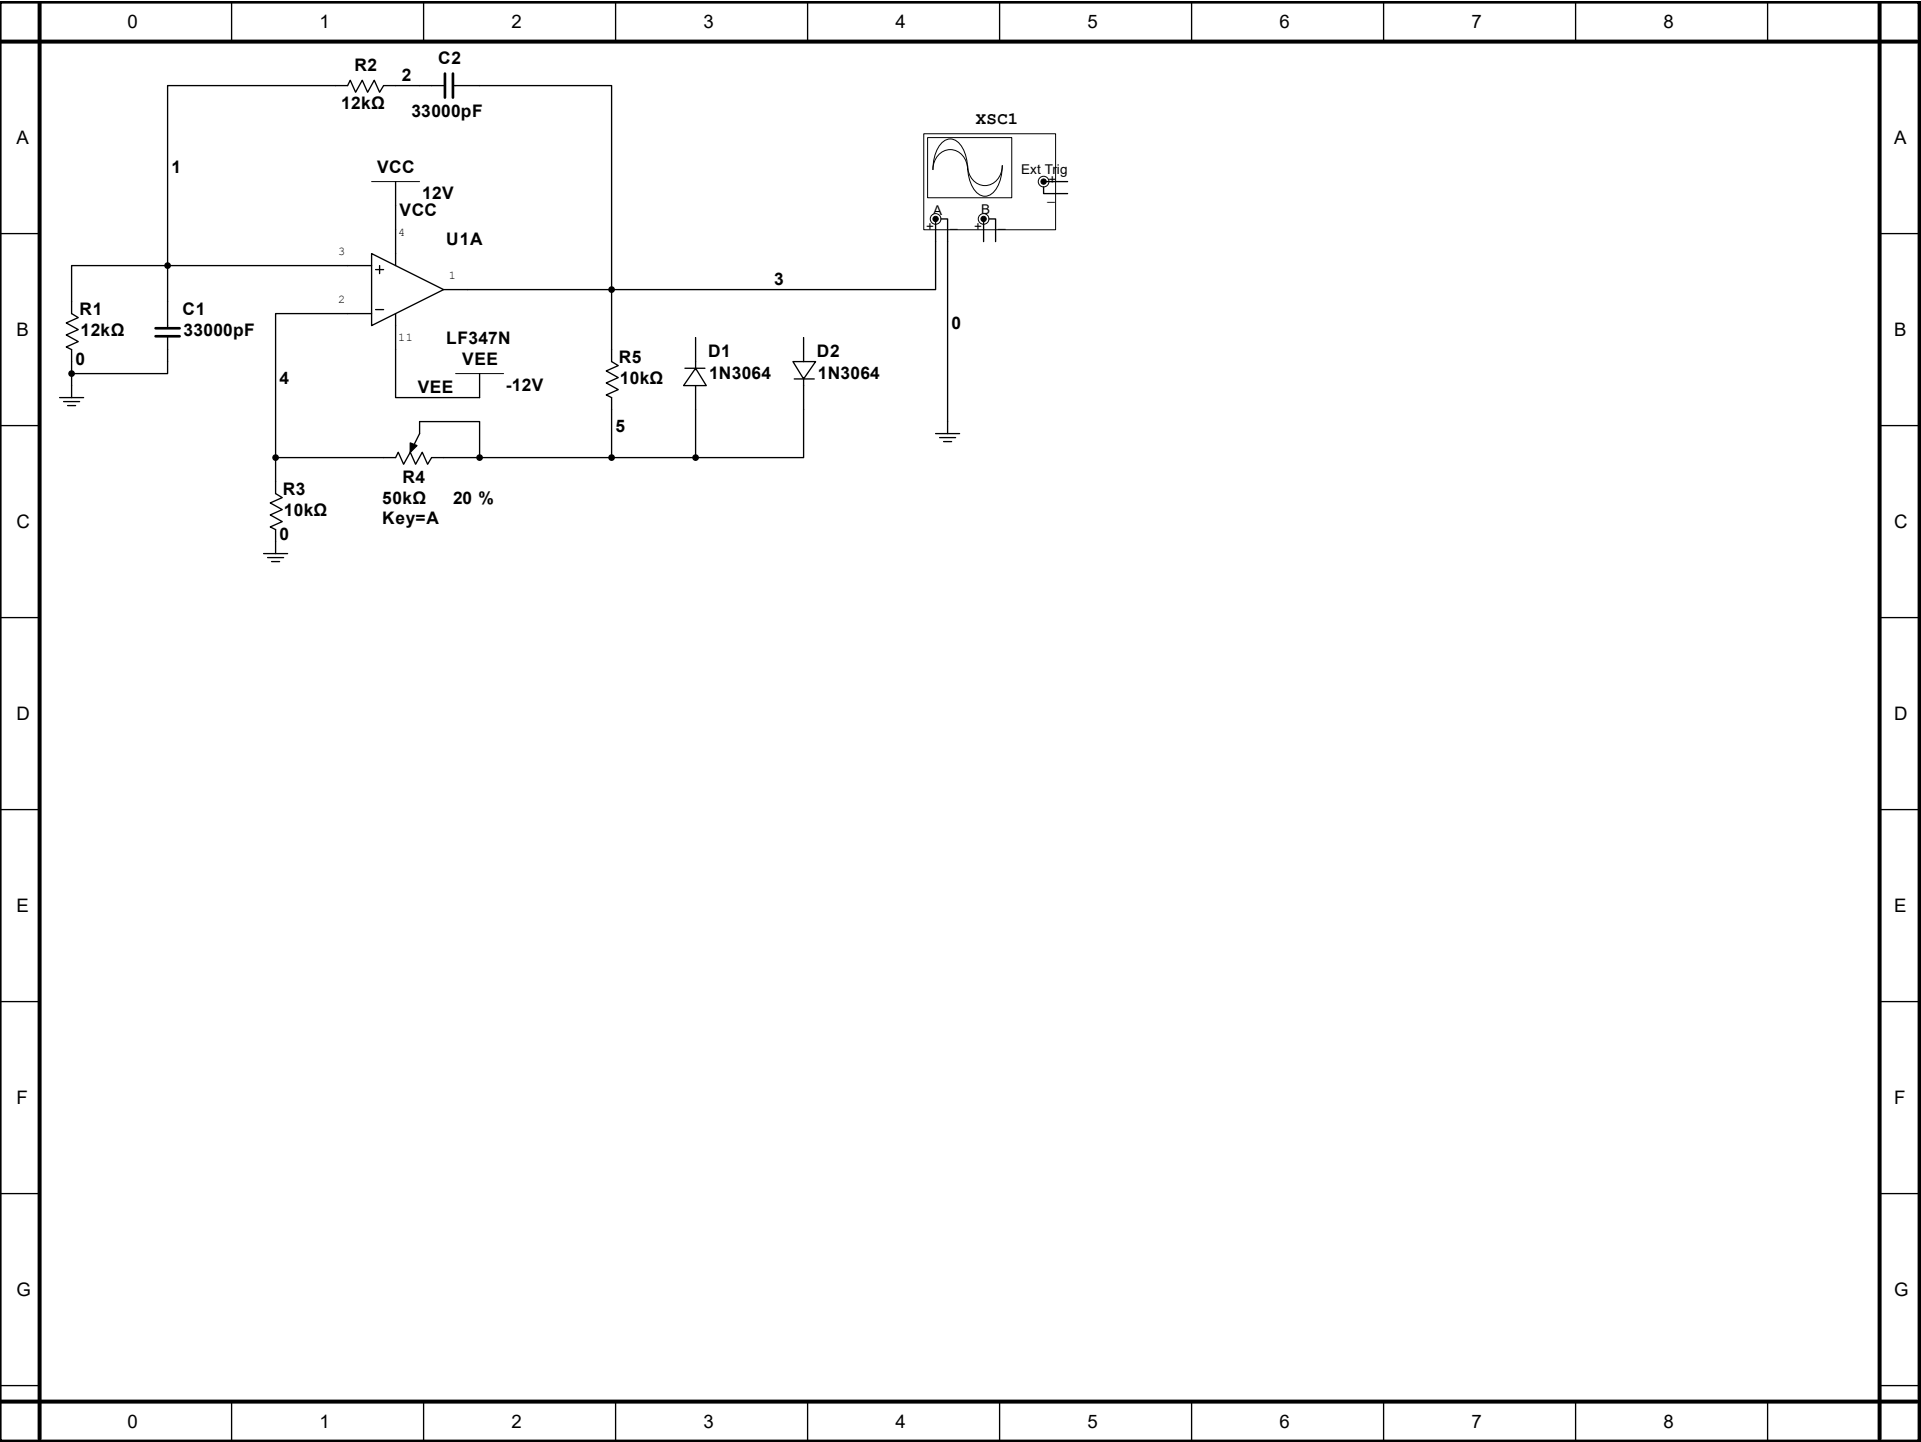 0 1 2 3 4 5 6 7 8
A
R2
12kΩ
2
C2
33000pF
1
VCC
12V
VCC
4
U1A
3
2
1
11
LF347N
VEE
-12V
VEE
XSC1
Ext Trig
A
B
A
B
R1
12kΩ
0
C1
33000pF
4
3
R5
10kΩ
5
D1
1N3064
D2
1N3064
0
B
C
R3
10kΩ
0
R4
50kΩ 20 %
Key=A
C
D
D
E
E
F
F
G
G
0 1 2 3 4 5 6 7 8